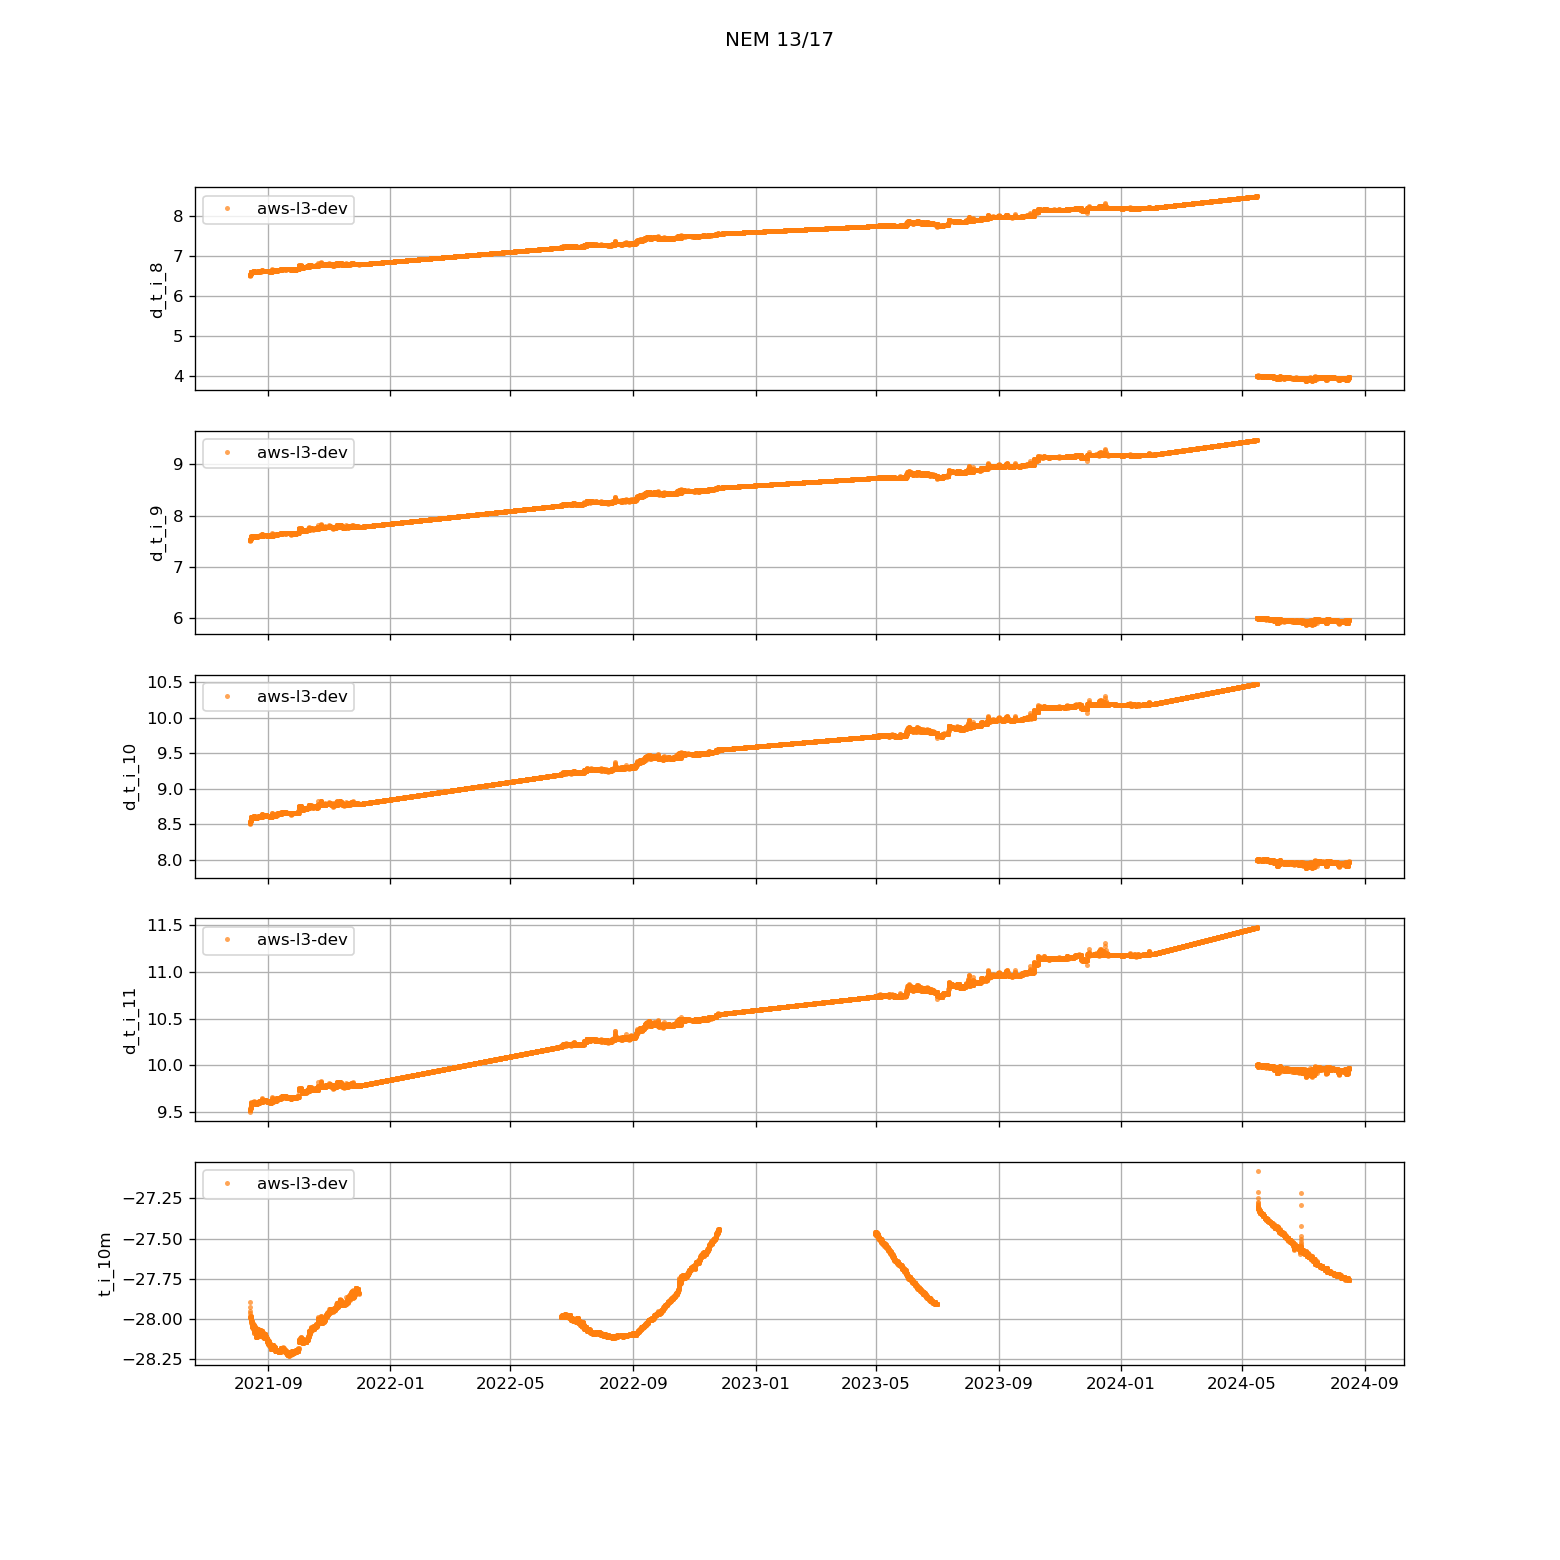 NEM 13/17
aws-l3-dev
8
7
6
5
4
d_t_i_8
aws-l3-dev
9
8
7
6
d_t_i_9
aws-l3-dev
10.5
10.0
9.5
9.0
8.5
8.0
d_t_i_10
aws-l3-dev
11.5
11.0
10.5
10.0
9.5
d_t_i_11
aws-l3-dev
−27.25
−27.50
−27.75
−28.00
−28.25
t_i_10m
2021-09 2022-01 2022-05 2022-09 2023-01 2023-05 2023-09 2024-01 2024-05 2024-09